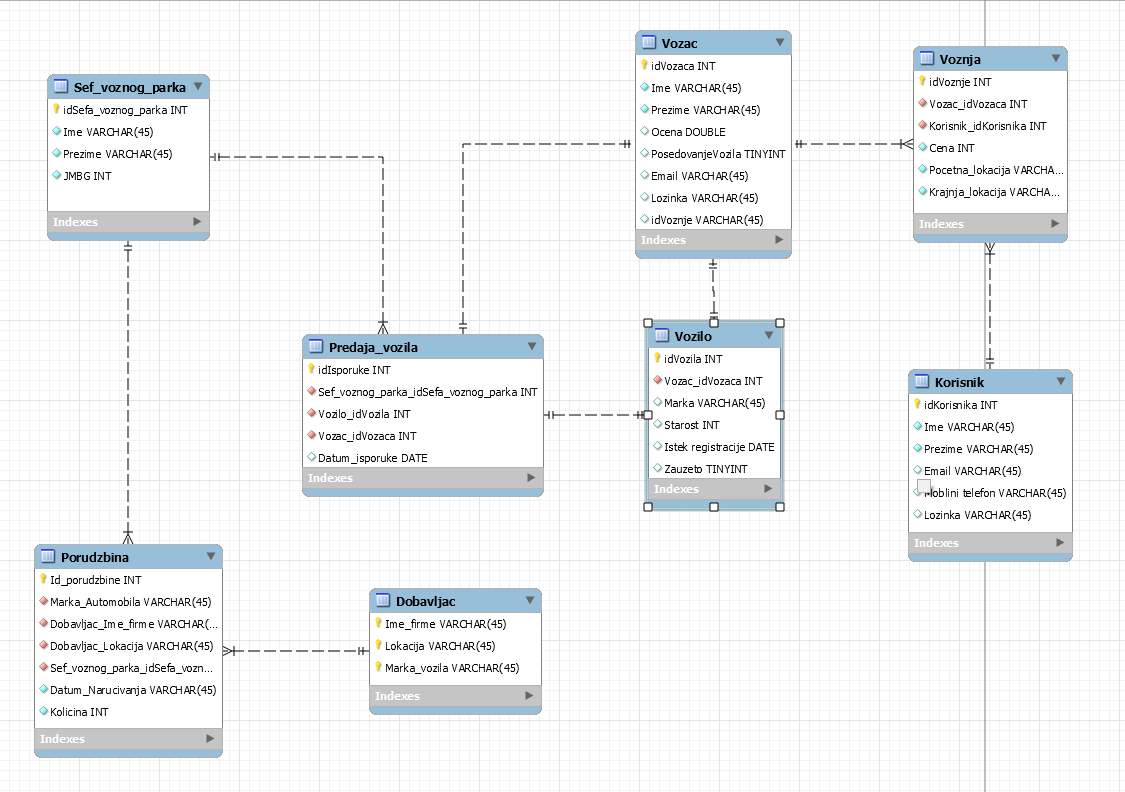 Sef_voznog_parka
idSefa_voznog_parka INT
Ime VARCHAR(45)
Prezime VARCHAR(45)
JMBG INT
Indexes
Vozac
idVozaca INT
Ime VARCHAR(45)
Prezime VARCHAR(45)
Ocena DOUBLE
PosedovanjeVozila TINYINT
Email VARCHAR(45)
Lozinka VARCHAR(45)
idVoznje VARCHAR(45)
Indexes
Voznja
idVoznje INT
Vozac_idVozaca INT
Korisnik_idKorisnika INT
Cena INT
Pocetna_lokacija VARCHA...
Krajnja_lokacija VARCHA...
Indexes
Predaja_vozila
idIsporuke INT
Sef_voznog_parka_idSefa_voznog_parka INT
Vozilo_idVozila INT
Vozac_idVozaca INT
Datum_isporuke DATE
Indexes
Vozilo
idVozila INT
Vozac_idVozaca INT
Marka VARCHAR(45)
Starost INT
Istek registracije DATE
Zauzeto TINYINT
Indexes
Korisnik
idKorisnika INT
Ime VARCHAR(45)
Prezime VARCHAR(45)
Email VARCHAR(45)
Moblini telefon VARCHAR(45)
Lozinka VARCHAR(45)
Indexes
Porudzbina
Id_porudzbine INT
Marka_Automobila VARCHAR(45)
Dobavljac_Ime_firme VARCHAR(...
Dobavljac_Lokacija VARCHAR(45)
Sef_voznog_parka_idSefa_vozn...
Datum_Narucivanja VARCHAR(45)
Kolicina INT
Indexes
Dobavljac
Ime_firme VARCHAR(45)
Lokacija VARCHAR(45)
Marka_vozila VARCHAR(45)
Indexes